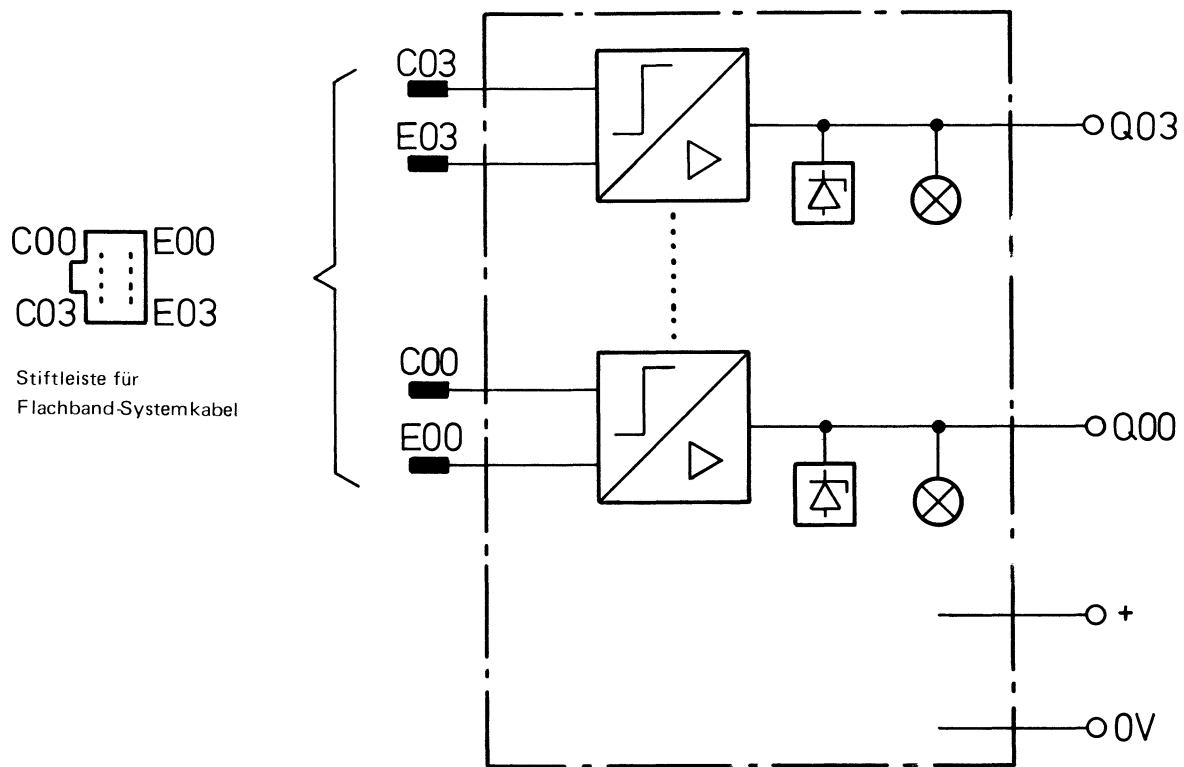 C03
E03
Q03
C00 E00
C03 E03
Stiftleiste für
Flachband-Systemkabel
C00
E00
Q00
+
0V